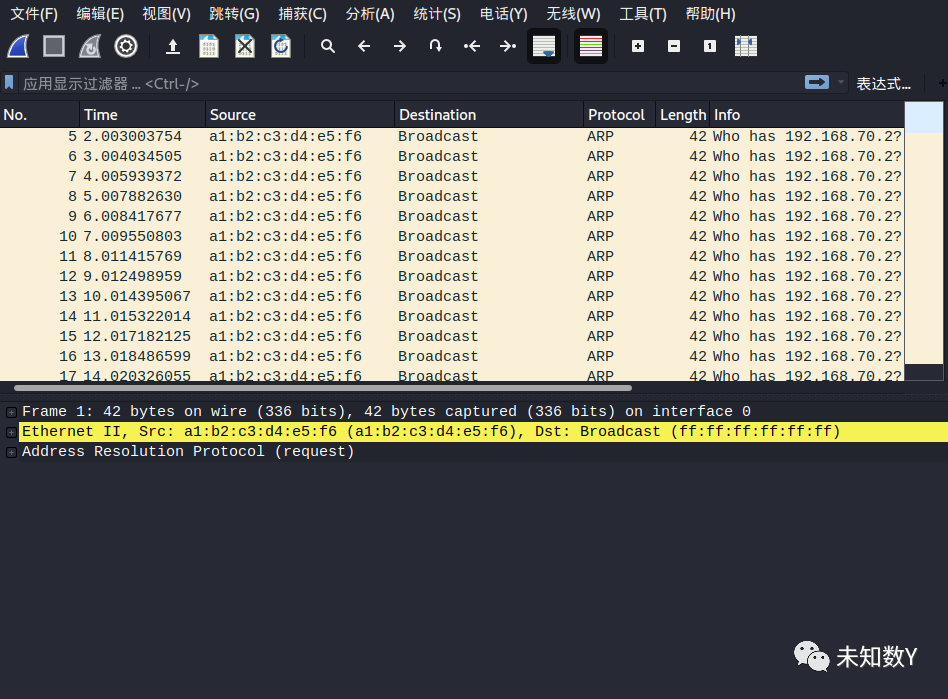 文件(F) 编辑(E) 视图(V) 跳转(G) 捕获(C) 分析(A) 统计(S) 电话(Y) 无线(W) 工具(T) 帮助(H)
应用显示过滤器 … <Ctrl-/> 表达式… +
No. Time Source Destination Protocol Length Info
5 2.003003754 a1:b2:c3:d4:e5:f6 Broadcast ARP 42 Who has 192.168.70.2?
6 3.004034505 a1:b2:c3:d4:e5:f6 Broadcast ARP 42 Who has 192.168.70.2?
7 4.005939372 a1:b2:c3:d4:e5:f6 Broadcast ARP 42 Who has 192.168.70.2?
8 5.007882630 a1:b2:c3:d4:e5:f6 Broadcast ARP 42 Who has 192.168.70.2?
9 6.008417677 a1:b2:c3:d4:e5:f6 Broadcast ARP 42 Who has 192.168.70.2?
10 7.009550803 a1:b2:c3:d4:e5:f6 Broadcast ARP 42 Who has 192.168.70.2?
11 8.011415769 a1:b2:c3:d4:e5:f6 Broadcast ARP 42 Who has 192.168.70.2?
12 9.012498959 a1:b2:c3:d4:e5:f6 Broadcast ARP 42 Who has 192.168.70.2?
13 10.014395067 a1:b2:c3:d4:e5:f6 Broadcast ARP 42 Who has 192.168.70.2?
14 11.015322014 a1:b2:c3:d4:e5:f6 Broadcast ARP 42 Who has 192.168.70.2?
15 12.017182125 a1:b2:c3:d4:e5:f6 Broadcast ARP 42 Who has 192.168.70.2?
16 13.018486599 a1:b2:c3:d4:e5:f6 Broadcast ARP 42 Who has 192.168.70.2?
17 14.020326055 a1:b2:c3:d4:e5:f6 Broadcast ARP 42 Who has 192.168.70.2?
Frame 1: 42 bytes on wire (336 bits), 42 bytes captured (336 bits) on interface 0
Ethernet II, Src: a1:b2:c3:d4:e5:f6 (a1:b2:c3:d4:e5:f6), Dst: Broadcast (ff:ff:ff:ff:ff:ff)
Address Resolution Protocol (request)
未知数Y